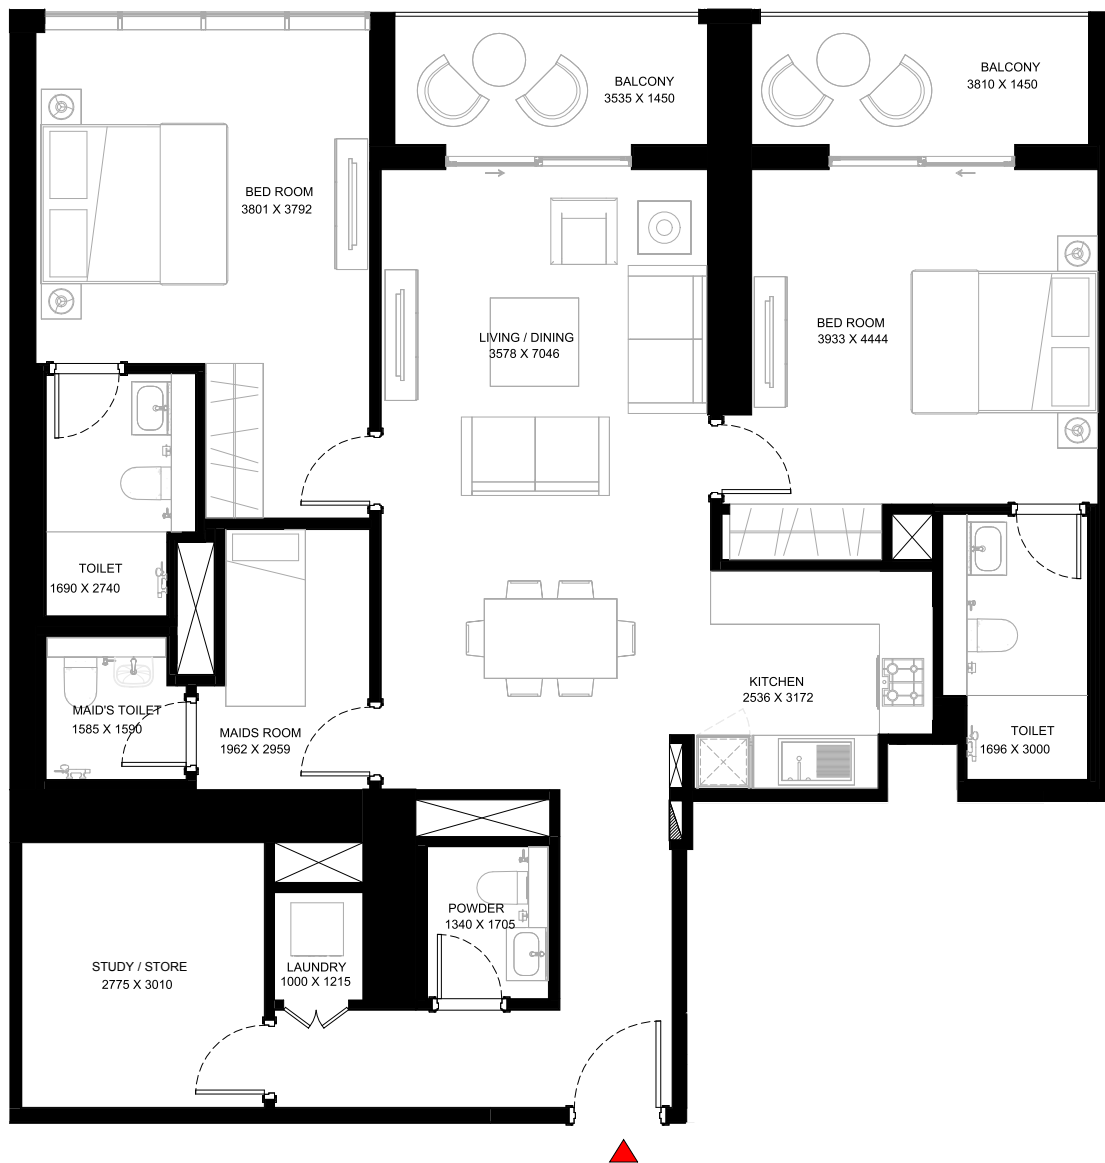 BALCONY
3535 X 1450
BALCONY
3810 X 1450
BED ROOM
3801 X 3792
LIVING / DINING
3578 X 7046
BED ROOM
3933 X 4444
TOILET
1690 X 2740
MAID'S TOILET
1585 X 1590
MAIDS ROOM
1962 X 2959
KITCHEN
2536 X 3172
TOILET
1696 X 3000
POWDER
1340 X 1705
STUDY / STORE
2775 X 3010
LAUNDRY
1000 X 1215